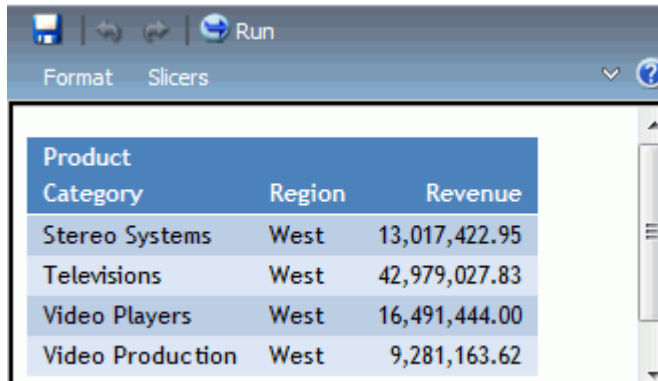 Run
Format Slicers
Product
Category Region Revenue
Stereo Systems West 13,017,422.95
Televisions West 42,979,027.83
Video Players West 16,491,444.00
Video Production West 9,281,163.62